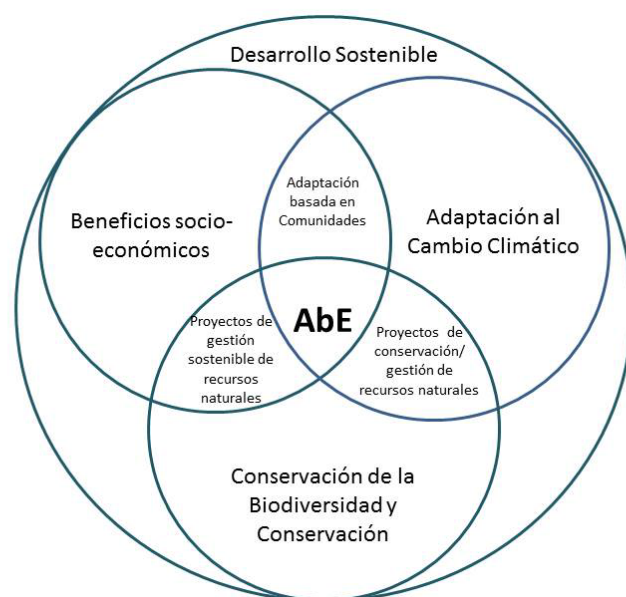 Desarrollo Sostenible
Adaptación
basada en
Comunidades
Beneficios socio-
económicos
Adaptación al
Cambio Climático
AbE
Proyectos de
gestión
sostenible de
recursos
naturales
Proyectos de
conservación/
gestión de
recursos naturales
Conservación de la
Biodiversidad y
Conservación